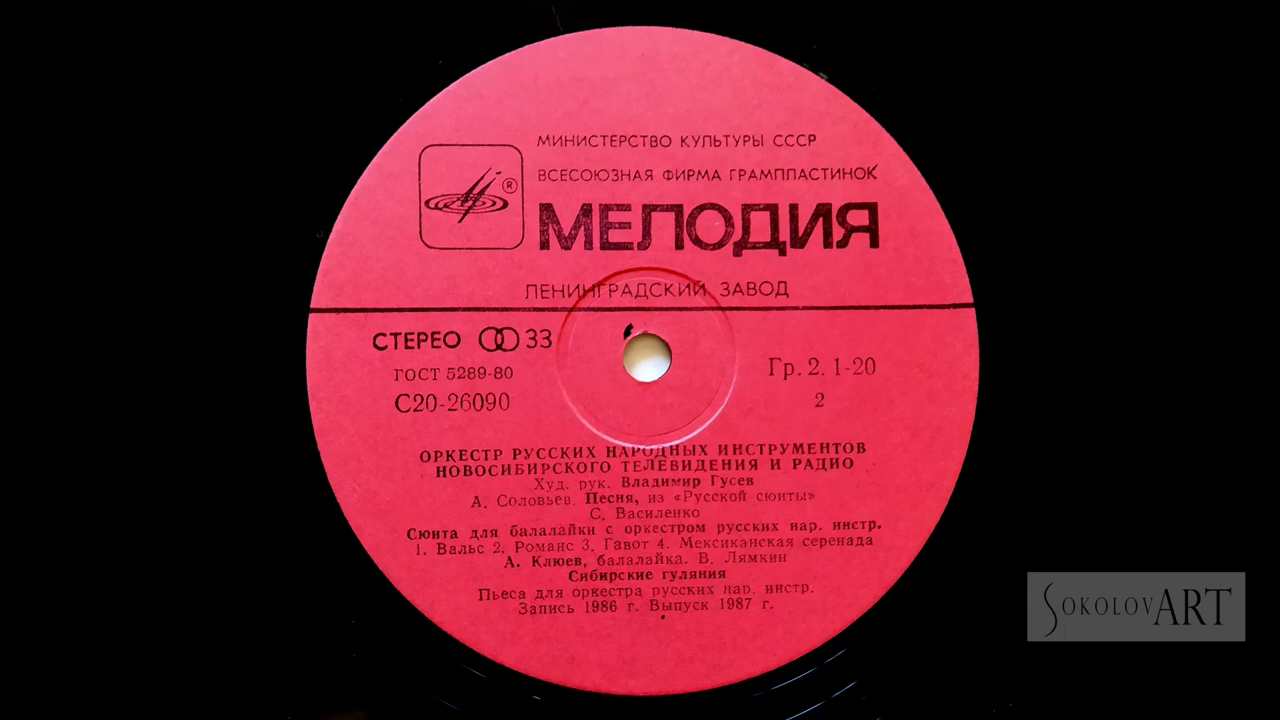 МИНИСТЕРСТВО КУЛЬТУРЫ СССР
ВСЕСОЮЗНАЯ ФИРМА ГРАМПЛАСТИНОК
®
МЕЛОДИЯ
ЛЕНИНГРАДСКИЙ ЗАВОД
СТЕРЕО 33
ГОСТ 5289-80
Гр. 2. 1-20
С20-26090
2
ОРКЕСТР РУССКИХ НАРОДНЫХ ИНСТРУМЕНТОВ
НОВОСИБИРСКОГО ТЕЛЕВИДЕНИЯ И РАДИО
Худ. рук. Владимир Гусев
А. Соловьев. Песня, из «Русской сюиты»
С. Василенко
Сюита для балалайки с оркестром русских нар. инстр.
1. Вальс 2. Романс 3. Гавот 4. Мексиканская серенада
А. Клюев, балалайка. В. Лямкин
Сибирские гуляния
Пьеса для оркестра русских нар. инстр.
Запись 1986 г. Выпуск 1987 г.
SOKOLOVART